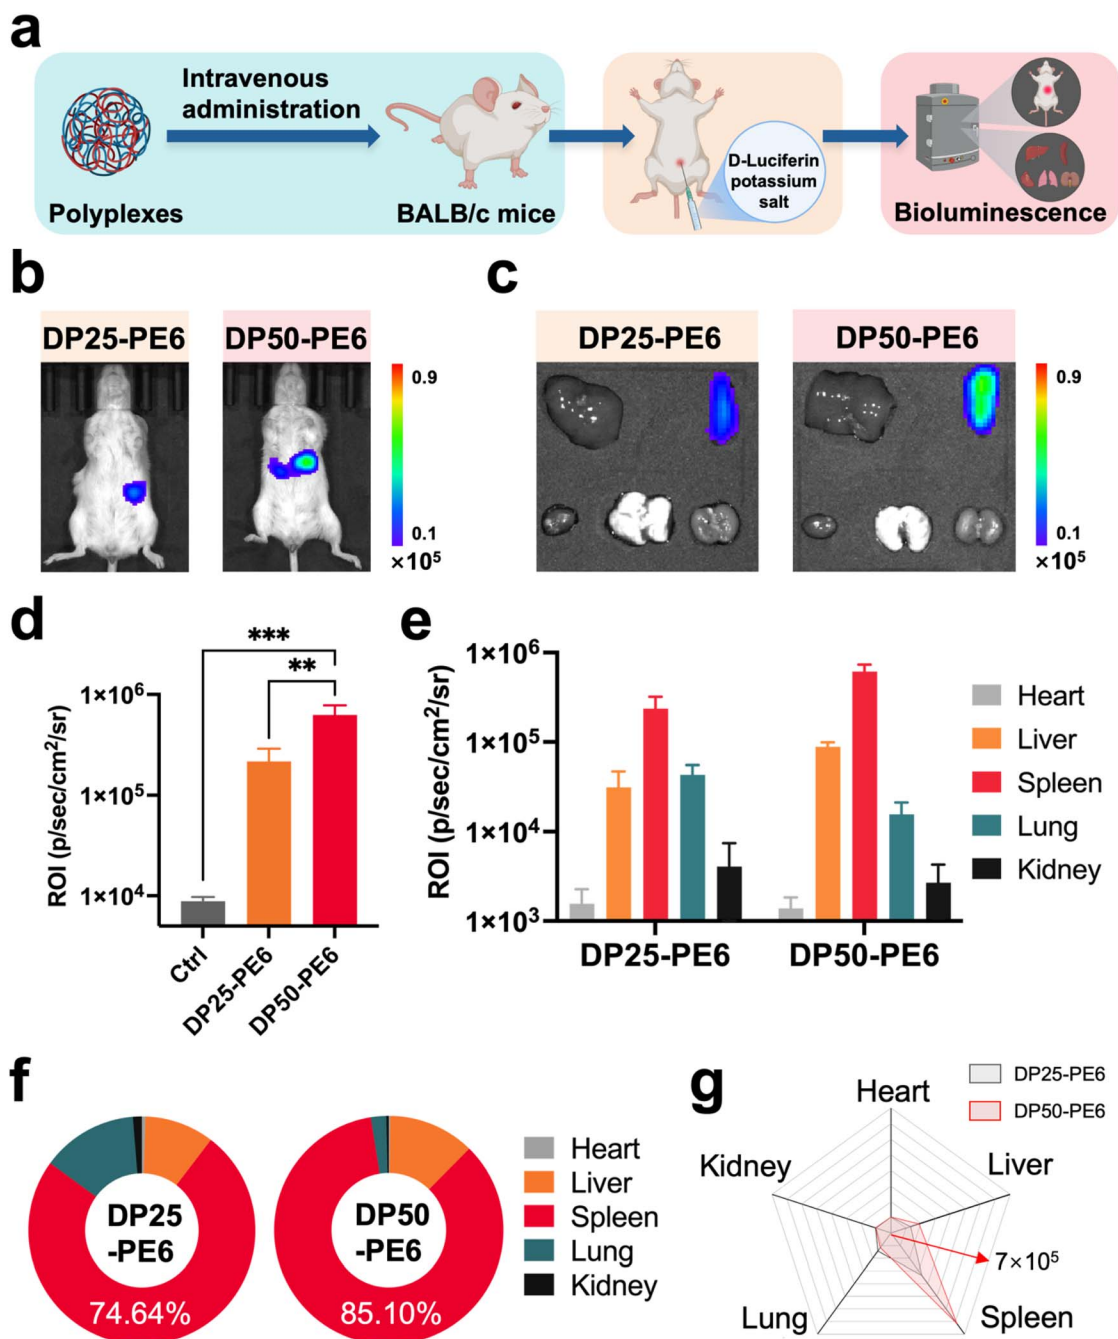 a
Intravenous
administration
Polyplexes
BALB/c mice
D-Luciferin
potassium
salt
Bioluminescence
b
DP25-PE6
DP50-PE6
0.9
0.1
×10⁵
c
DP25-PE6
DP50-PE6
0.9
0.1
×10⁵
d
***
**
ROI (p/sec/cm²/sr)
1×10⁶
1×10⁵
1×10⁴
Ctrl
DP25-PE6
DP50-PE6
e
ROI (p/sec/cm²/sr)
1×10⁶
1×10⁵
1×10⁴
1×10³
DP25-PE6
DP50-PE6
Heart
Liver
Spleen
Lung
Kidney
f
DP25
-PE6
74.64%
DP50
-PE6
85.10%
Heart
Liver
Spleen
Lung
Kidney
g
DP25-PE6
DP50-PE6
Heart
Kidney
Liver
7×10⁵
Lung
Spleen